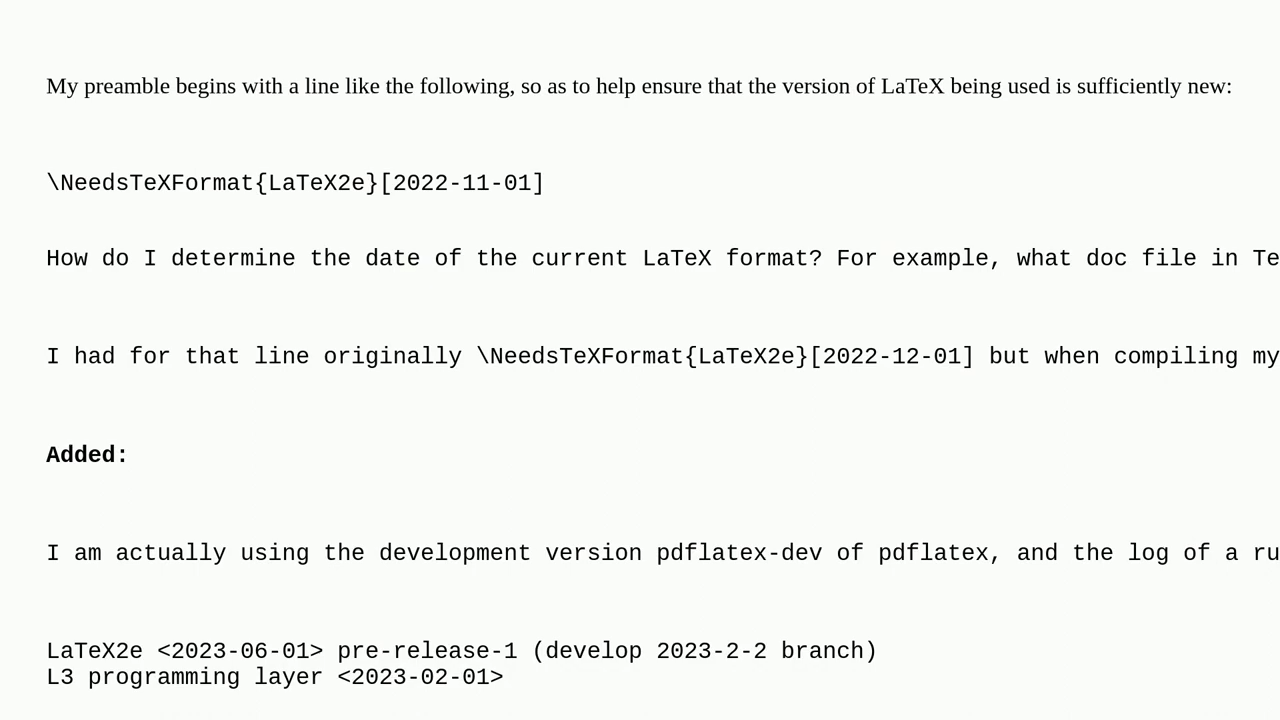 My preamble begins with a line like the following, so as to help ensure that the version of LaTeX being used is sufficiently new:
\NeedsTeXFormat{LaTeX2e}[2022-11-01]
How do I determine the date of the current LaTeX format? For example, what doc file in Te
I had for that line originally \NeedsTeXFormat{LaTeX2e}[2022-12-01] but when compiling my
Added:
I am actually using the development version pdflatex-dev of pdflatex, and the log of a ru
LaTeX2e <2023-06-01> pre-release-1 (develop 2023-2-2 branch)
L3 programming layer <2023-02-01>